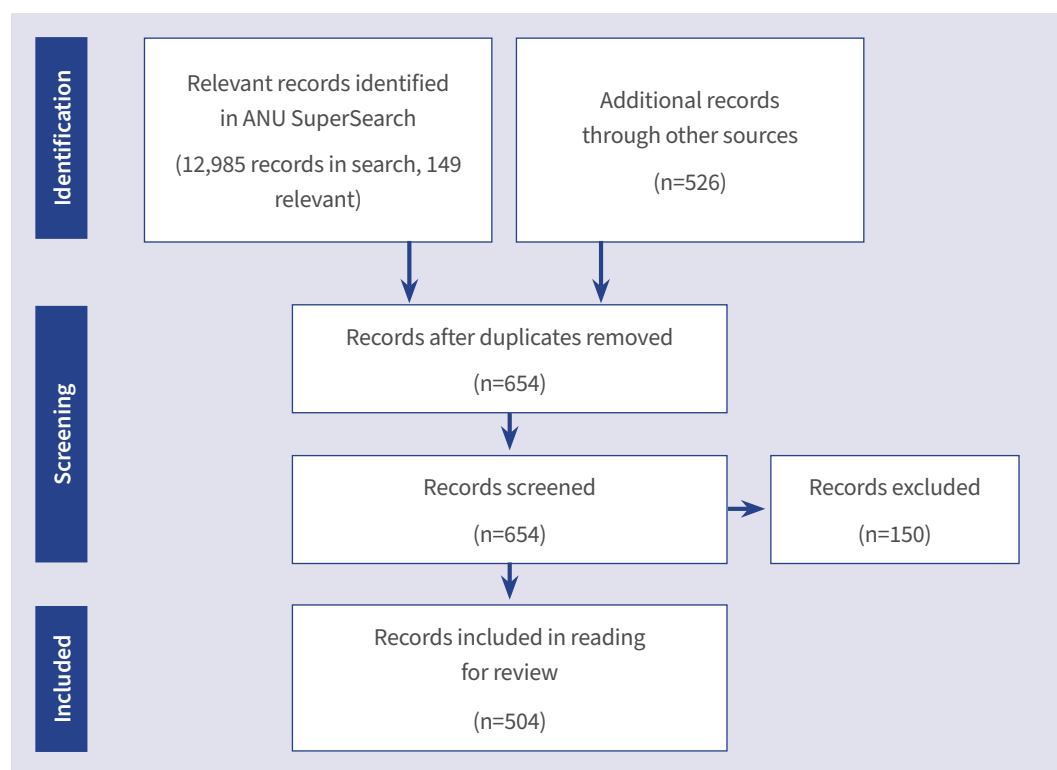 Identification
Relevant records identified
in ANU SuperSearch
(12,985 records in search, 149
relevant)
Additional records
through other sources
(n=526)
Screening
Records after duplicates removed
(n=654)
Records screened
(n=654)
Records excluded
(n=150)
Included
Records included in reading
for review
(n=504)